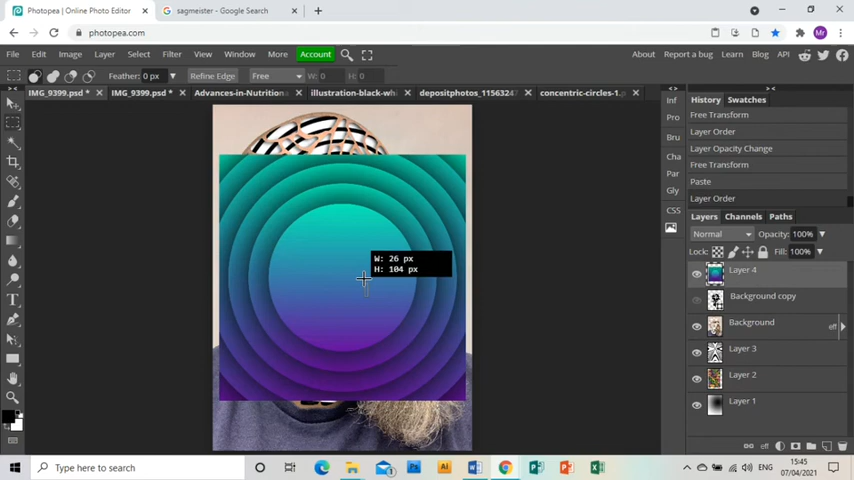 Photopea | Online Photo Editor
sagmeister - Google Search
photopea.com
Mr
File Edit Image Layer Select Filter View Window More Account
About Report a bug Learn Blog API
Feather: 0 px Refine Edge Free W: 0 H: 0
IMG_9399.psd * IMG_9399.psd * Advances-in-Nutrition illustration-black-whi depositphotos_1156324 concentric-circles-1.p
Inf
Pro
Bru
Cha
Par
Gly
CSS
History Swatches
Free Transform
Layer Order
Layer Opacity Change
Free Transform
Paste
Layer Order
Layers Channels Paths
Normal Opacity: 100%
Lock: Fill: 100%
Layer 4
Background copy
Background eff
Layer 3
Layer 2
Layer 1
W: 26 px
H: 104 px
eff
Type here to search
ENG
15:45
07/04/2021